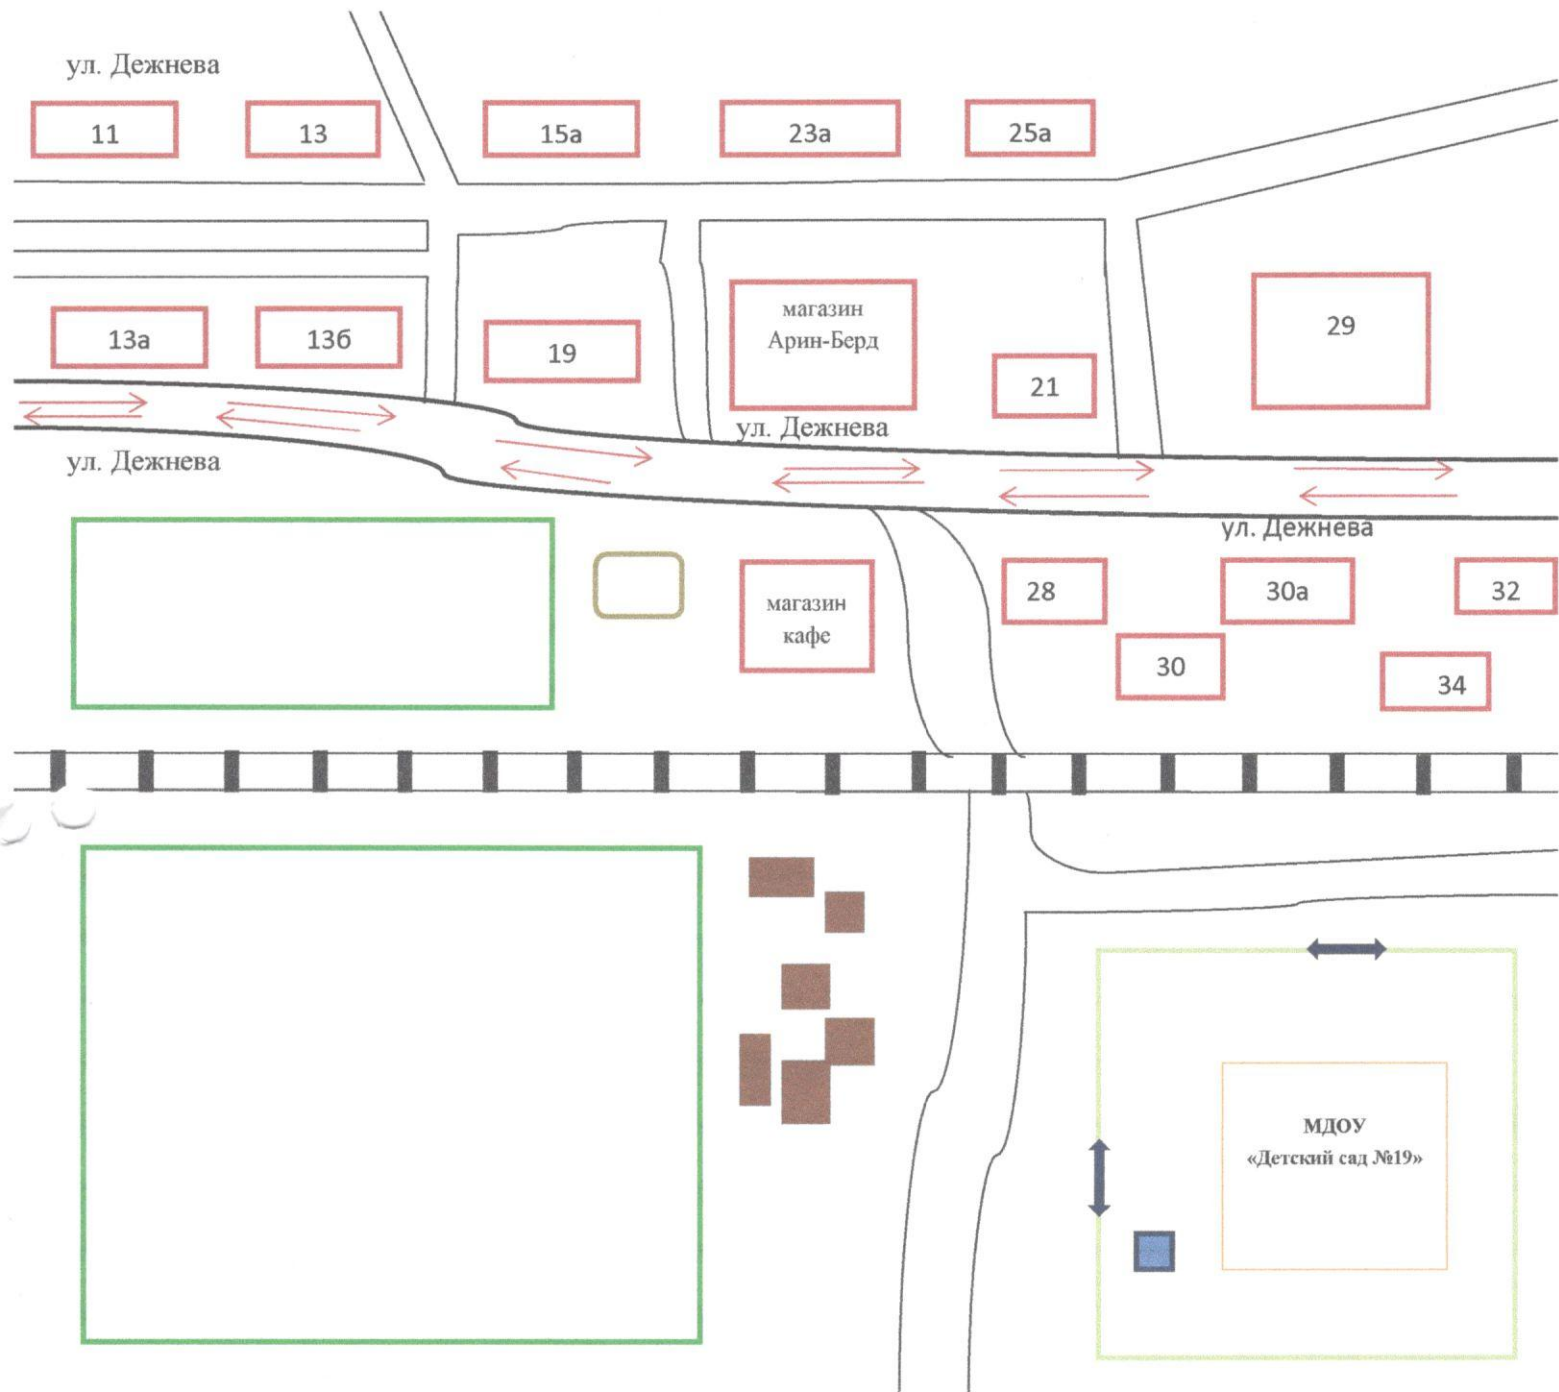 ул. Дежнева
11
13
15а
23а
25а
13а
13б
19
магазин
Арин-Берд
21
29
ул. Дежнева
ул. Дежнева
ул. Дежнева
магазин
кафе
28
30а
32
30
34
МДОУ
«Детский сад №19»